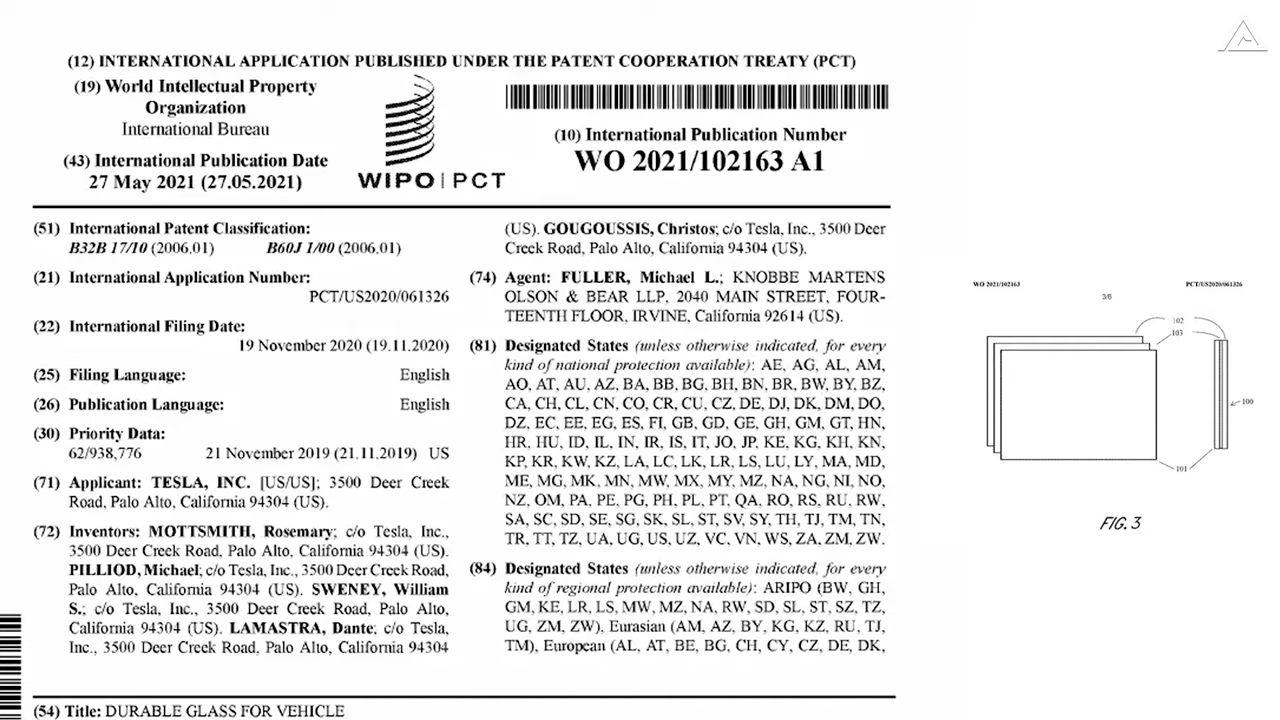 (12) INTERNATIONAL APPLICATION PUBLISHED UNDER THE PATENT COOPERATION TREATY (PCT)
(19) World Intellectual Property
Organization
International Bureau
(43) International Publication Date
27 May 2021 (27.05.2021)
WIPO | PCT
(10) International Publication Number
WO 2021/102163 A1
(51) International Patent Classification:
B32B 17/10 (2006.01) B60J 1/00 (2006.01)
(21) International Application Number:
PCT/US2020/061326
(22) International Filing Date:
19 November 2020 (19.11.2020)
(25) Filing Language: English
(26) Publication Language: English
(30) Priority Data:
62/938,776 21 November 2019 (21.11.2019) US
(71) Applicant: TESLA, INC. [US/US]; 3500 Deer Creek
Road, Palo Alto, California 94304 (US).
(72) Inventors: MOTTSMITH, Rosemary; c/o Tesla, Inc.,
3500 Deer Creek Road, Palo Alto, California 94304 (US).
PILLIOD, Michael; c/o Tesla, Inc., 3500 Deer Creek Road,
Palo Alto, California 94304 (US). SWENEY, William
S.; c/o Tesla, Inc., 3500 Deer Creek Road, Palo Alto,
California 94304 (US). LAMASTRA, Dante; c/o Tesla,
Inc., 3500 Deer Creek Road, Palo Alto, California 94304
(US). GOUGOUSSIS, Christos; c/o Tesla, Inc., 3500 Deer
Creek Road, Palo Alto, California 94304 (US).
(74) Agent: FULLER, Michael L.; KNOBBE MARTENS
OLSON & BEAR LLP, 2040 MAIN STREET, FOUR-
TEENTH FLOOR, IRVINE, California 92614 (US).
(81) Designated States (unless otherwise indicated, for every
kind of national protection available): AE, AG, AL, AM,
AO, AT, AU, AZ, BA, BB, BG, BH, BN, BR, BW, BY, BZ,
CA, CH, CL, CN, CO, CR, CU, CZ, DE, DJ, DK, DM, DO,
DZ, EC, EE, EG, ES, FI, GB, GD, GE, GH, GM, GT, HN,
HR, HU, ID, IL, IN, IR, IS, IT, JO, JP, KE, KG, KH, KN,
KP, KR, KW, KZ, LA, LC, LK, LR, LS, LU, LY, MA, MD,
ME, MG, MK, MN, MW, MX, MY, MZ, NA, NG, NI, NO,
NZ, OM, PA, PE, PG, PH, PL, PT, QA, RO, RS, RU, RW,
SA, SC, SD, SE, SG, SK, SL, ST, SV, SY, TH, TJ, TM, TN,
TR, TT, TZ, UA, UG, US, UZ, VC, VN, WS, ZA, ZM, ZW.
(84) Designated States (unless otherwise indicated, for every
kind of regional protection available): ARIPO (BW, GH,
GM, KE, LR, LS, MW, MZ, NA, RW, SD, SL, ST, SZ, TZ,
UG, ZM, ZW), Eurasian (AM, AZ, BY, KG, KZ, RU, TJ,
TM), European (AL, AT, BE, BG, CH, CY, CZ, DE, DK,
(54) Title: DURABLE GLASS FOR VEHICLE
WO 2021/102163 PCT/US2020/061326
3/6
102
103
100
101
FIG. 3